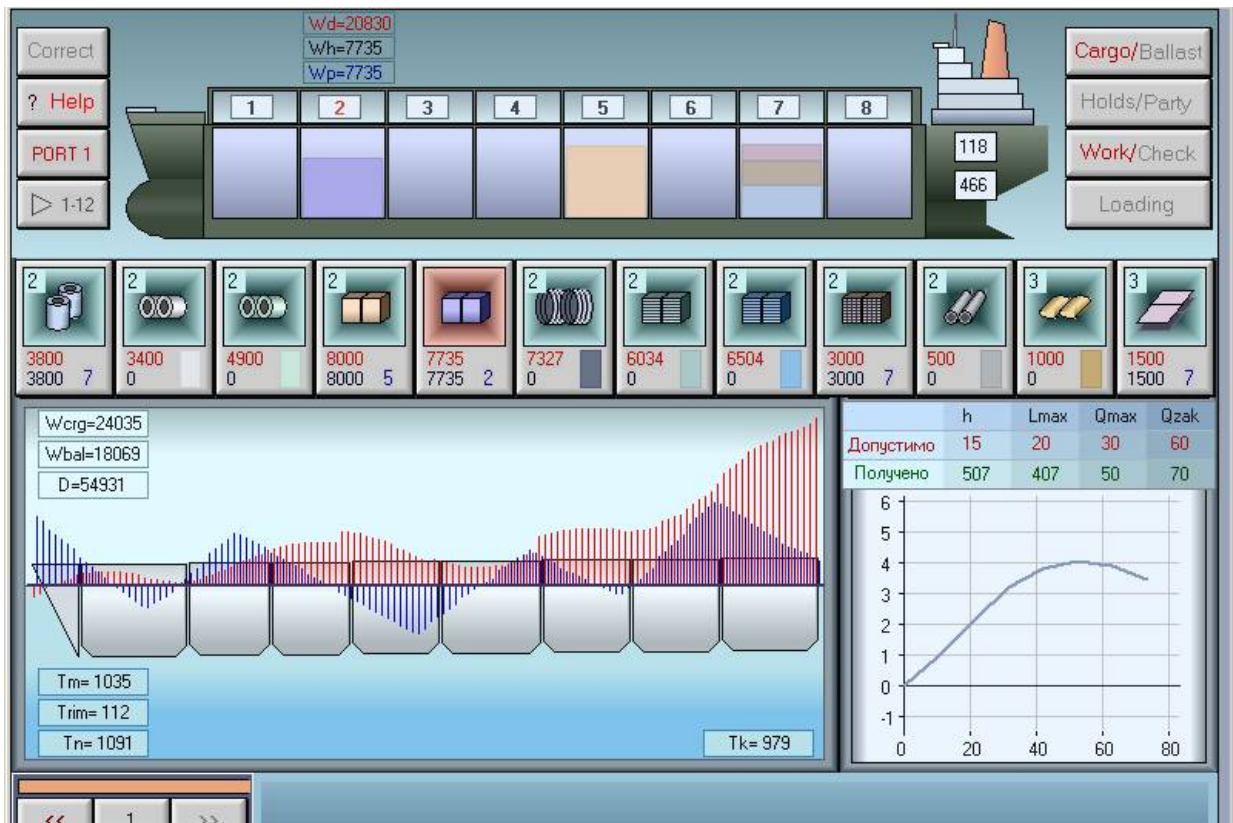 Wd=20830
Correct
Wh=7735
Cargo/Ballast
Wp=7735
? Help
1 2 3 4 5 6 7 8
Holds/Party
PORT 1
118
Work/Check
1-12
466
Loading
2 2 2 2 2 2 2 2 2 2 3 3
3800 3400 4900 8000 7735 7327 6034 6504 3000 500 1000 1500
3800 7 0 0 8000 5 7735 2 0 0 0 3000 7 0 0 1500 7
Wcrg=24035
Wbal=18069
D=54931
h Lmax Qmax Qzak
Допустимо 15 20 30 60
Получено 507 407 50 70
6
5
4
3
2
1
0
-1
0 20 40 60 80
Tm= 1035
Trim= 112
Tn= 1091
Tk= 979
<< 1 >>